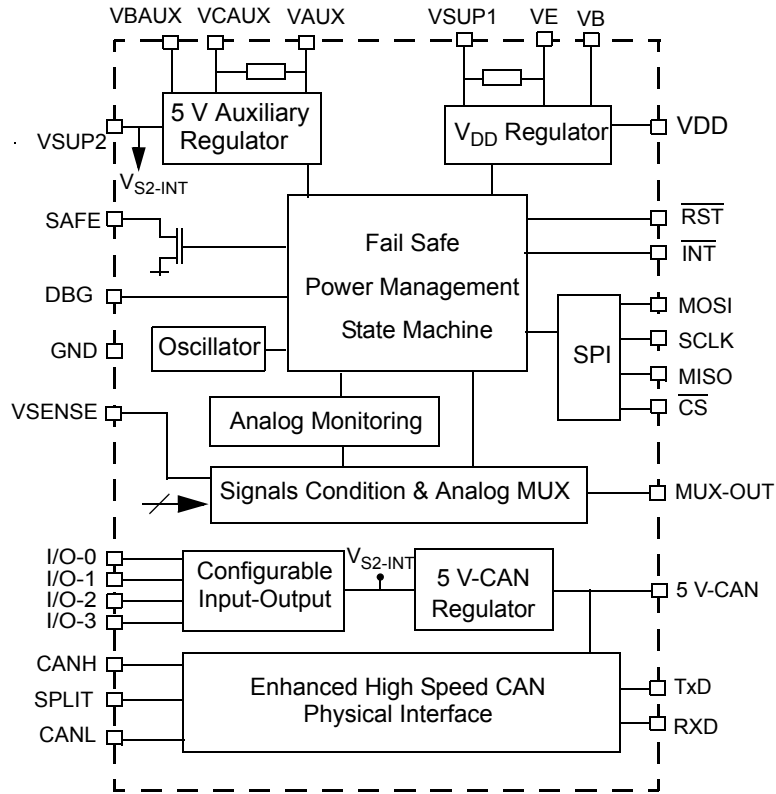 VBAUX VCAUX VAUX VSUP1 VE VB
5 V Auxiliary
Regulator
VDD Regulator
VSUP2
VDD
VS2-INT
SAFE
RST
INT
Fail Safe
Power Management
State Machine
DBG
MOSI
SCLK
MISO
CS
SPI
GND
Oscillator
VSENSE
Analog Monitoring
Signals Condition & Analog MUX
MUX-OUT
I/O-0
I/O-1
I/O-2
I/O-3
Configurable
Input-Output
VS2-INT
5 V-CAN
Regulator
5 V-CAN
CANH
SPLIT
CANL
Enhanced High Speed CAN
Physical Interface
TxD
RXD